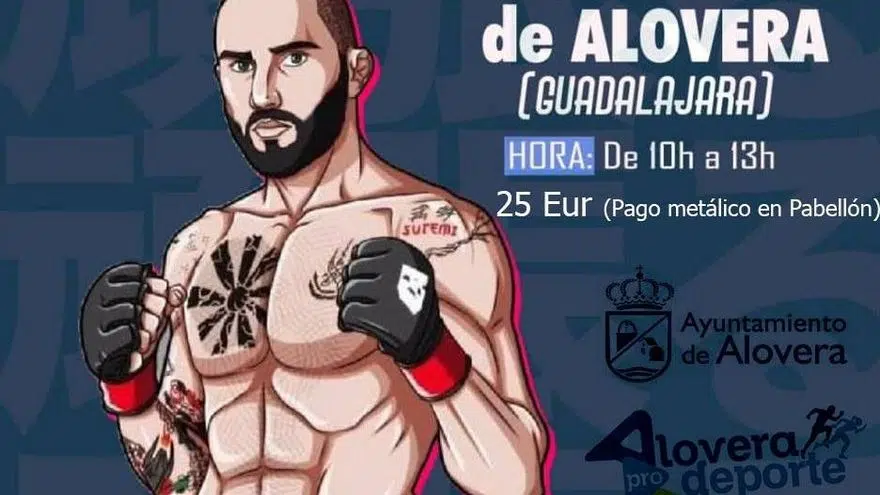 de ALOVERA
(GUADALAJARA)
HORA: De 10h a 13h
25 Eur (Pago metálico en Pabellón)
SUTEMI
Ayuntamiento
de Alovera
Alovera
pro deporte